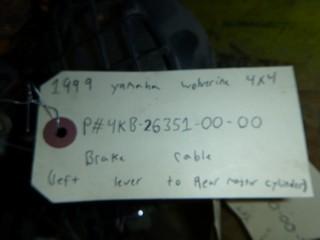 1999 yamaha wolverine 4x4
P#4KB-26351-00-00
Brake cable
(left lever to Rear master cylinder)